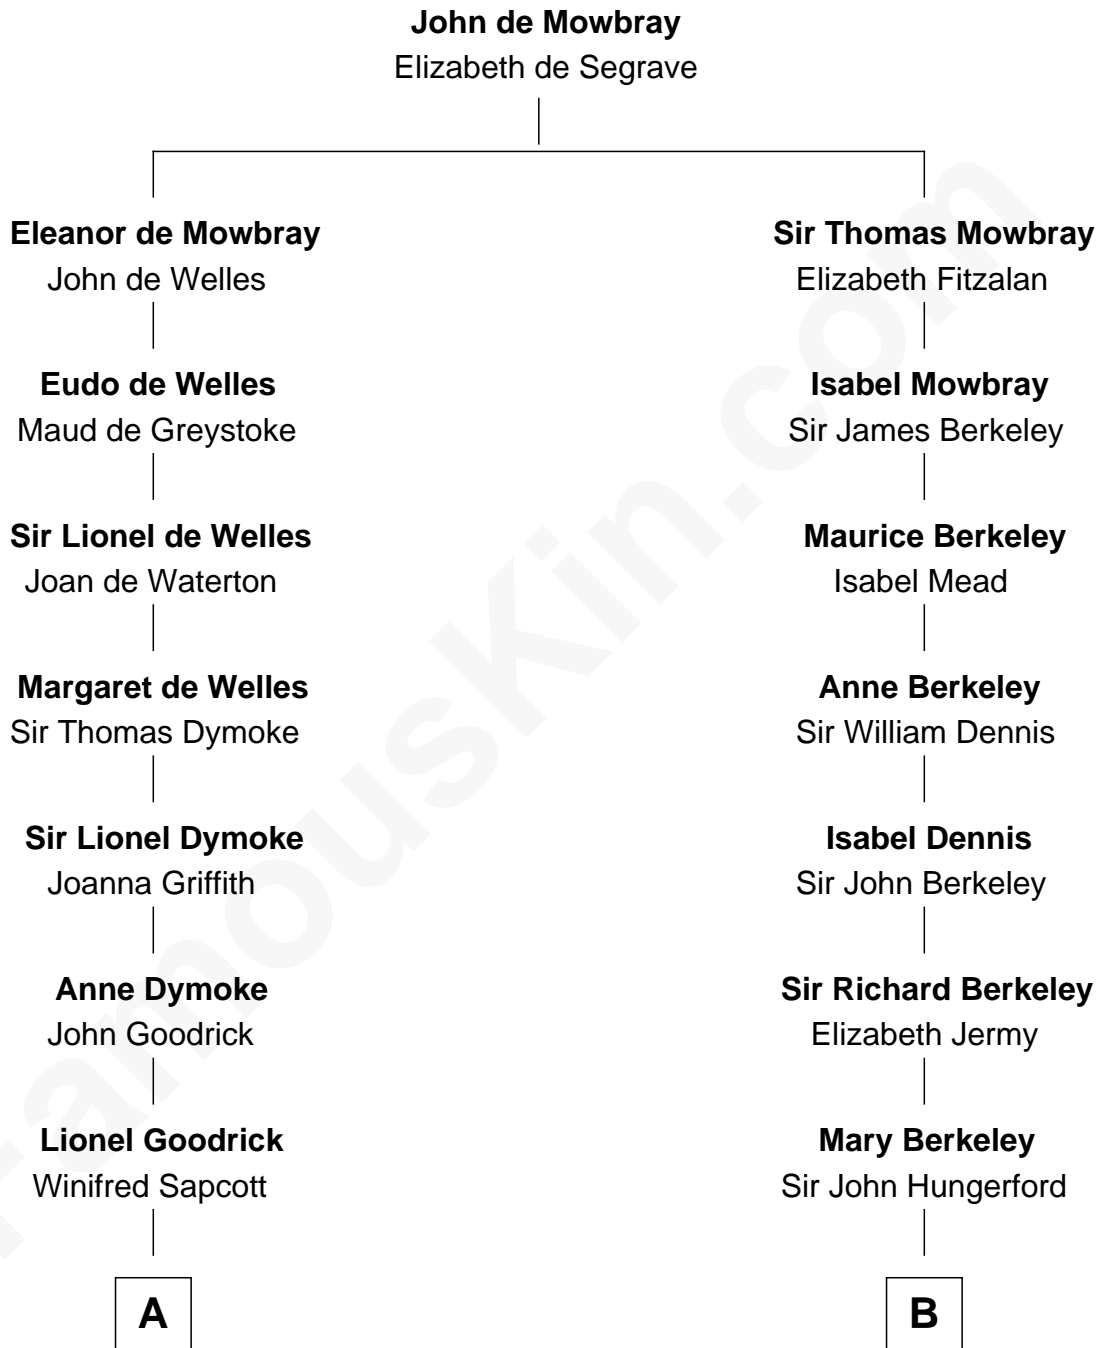 John de Mowbray
Elizabeth de Segrave
Eleanor de Mowbray
John de Welles
Eudo de Welles
Maud de Greystoke
Sir Lionel de Welles
Joan de Waterton
Margaret de Welles
Sir Thomas Dymoke
Sir Lionel Dymoke
Joanna Griffith
Anne Dymoke
John Goodrick
Lionel Goodrick
Winifred Sapcott
A
Sir Thomas Mowbray
Elizabeth Fitzalan
Isabel Mowbray
Sir James Berkeley
Maurice Berkeley
Isabel Mead
Anne Berkeley
Sir William Dennis
Isabel Dennis
Sir John Berkeley
Sir Richard Berkeley
Elizabeth Jermy
Mary Berkeley
Sir John Hungerford
B
FamousKin.com